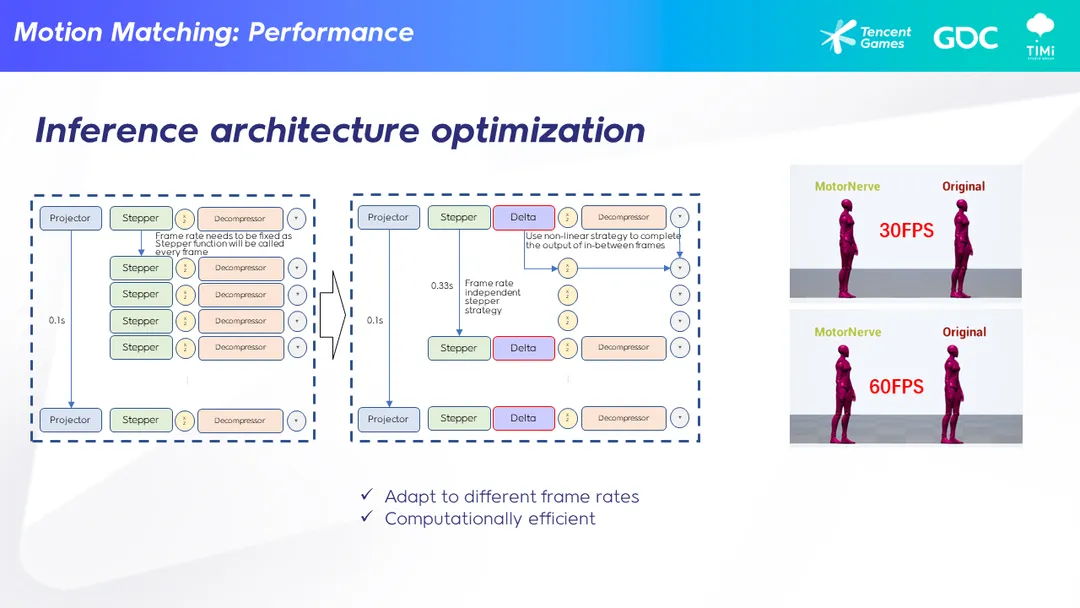 Motion Matching: Performance
Tencent
Games
GDC
TiMi
Inference architecture optimization
Projector
Stepper
x
z
Decompressor
Y
Frame rate needs to be fixed as
Stepper function will be called
every frame
Stepper
x
z
Decompressor
Stepper
x
z
Decompressor
0.1s
Stepper
x
z
Decompressor
Stepper
x
z
Decompressor
Projector
Stepper
x
z
Decompressor
Projector
Stepper
Delta
x
z
Decompressor
Use non-linear strategy to complete
the output of in-between frames
x
z
0.33s
Frame rate
independent
stepper
strategy
x
z
0.1s
x
z
Stepper
Delta
x
z
Decompressor
Projector
Stepper
Delta
x
z
Decompressor
MotorNerve
Original
30FPS
MotorNerve
Original
60FPS
✓ Adapt to different frame rates
✓ Computationally efficient